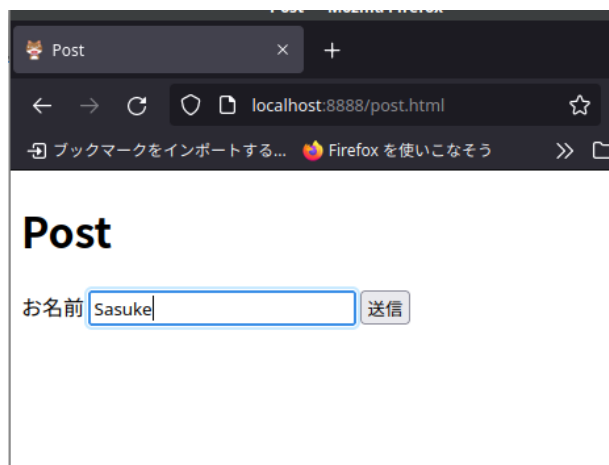 Post — Mozilla Firefox
Post
localhost:8888/post.html
ブックマークをインポートする... Firefox を使いこなそう
Post
お名前 Sasuke 送信